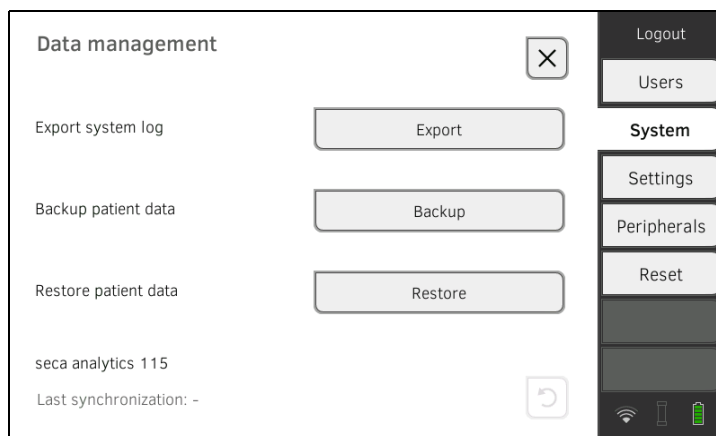 Data management
Export system log
Export
Backup patient data
Backup
Restore patient data
Restore
seca analytics 115
Last synchronization: -
Logout
Users
System
Settings
Peripherals
Reset